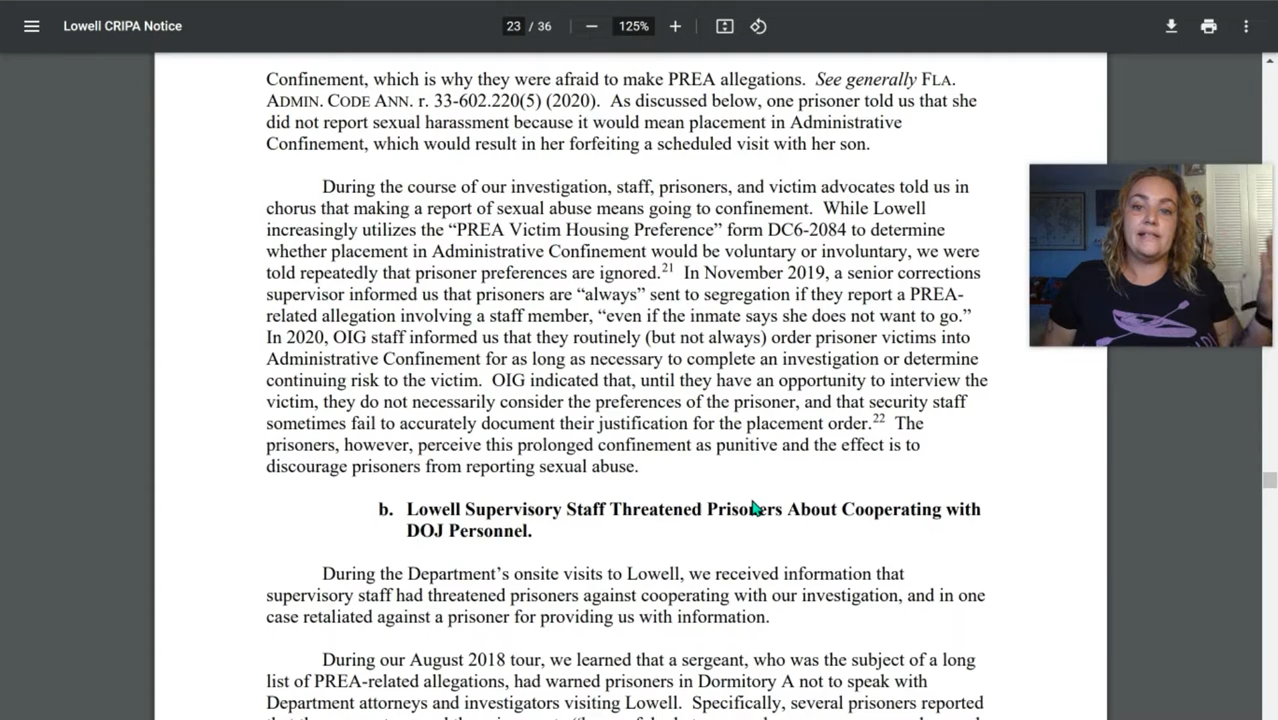 Lowell CRIPA Notice
23 / 36
125%
Confinement, which is why they were afraid to make PREA allegations. See generally FLA.
ADMIN. CODE ANN. r. 33-602.220(5) (2020). As discussed below, one prisoner told us that she
did not report sexual harassment because it would mean placement in Administrative
Confinement, which would result in her forfeiting a scheduled visit with her son.
During the course of our investigation, staff, prisoners, and victim advocates told us in
chorus that making a report of sexual abuse means going to confinement. While Lowell
increasingly utilizes the “PREA Victim Housing Preference” form DC6-2084 to determine
whether placement in Administrative Confinement would be voluntary or involuntary, we were
told repeatedly that prisoner preferences are ignored.21 In November 2019, a senior corrections
supervisor informed us that prisoners are “always” sent to segregation if they report a PREA-
related allegation involving a staff member, “even if the inmate says she does not want to go.”
In 2020, OIG staff informed us that they routinely (but not always) order prisoner victims into
Administrative Confinement for as long as necessary to complete an investigation or determine
continuing risk to the victim. OIG indicated that, until they have an opportunity to interview the
victim, they do not necessarily consider the preferences of the prisoner, and that security staff
sometimes fail to accurately document their justification for the placement order.22 The
prisoners, however, perceive this prolonged confinement as punitive and the effect is to
discourage prisoners from reporting sexual abuse.
b. Lowell Supervisory Staff Threatened Prisoners About Cooperating with
DOJ Personnel.
During the Department’s onsite visits to Lowell, we received information that
supervisory staff had threatened prisoners against cooperating with our investigation, and in one
case retaliated against a prisoner for providing us with information.
During our August 2018 tour, we learned that a sergeant, who was the subject of a long
list of PREA-related allegations, had warned prisoners in Dormitory A not to speak with
Department attorneys and investigators visiting Lowell. Specifically, several prisoners reported